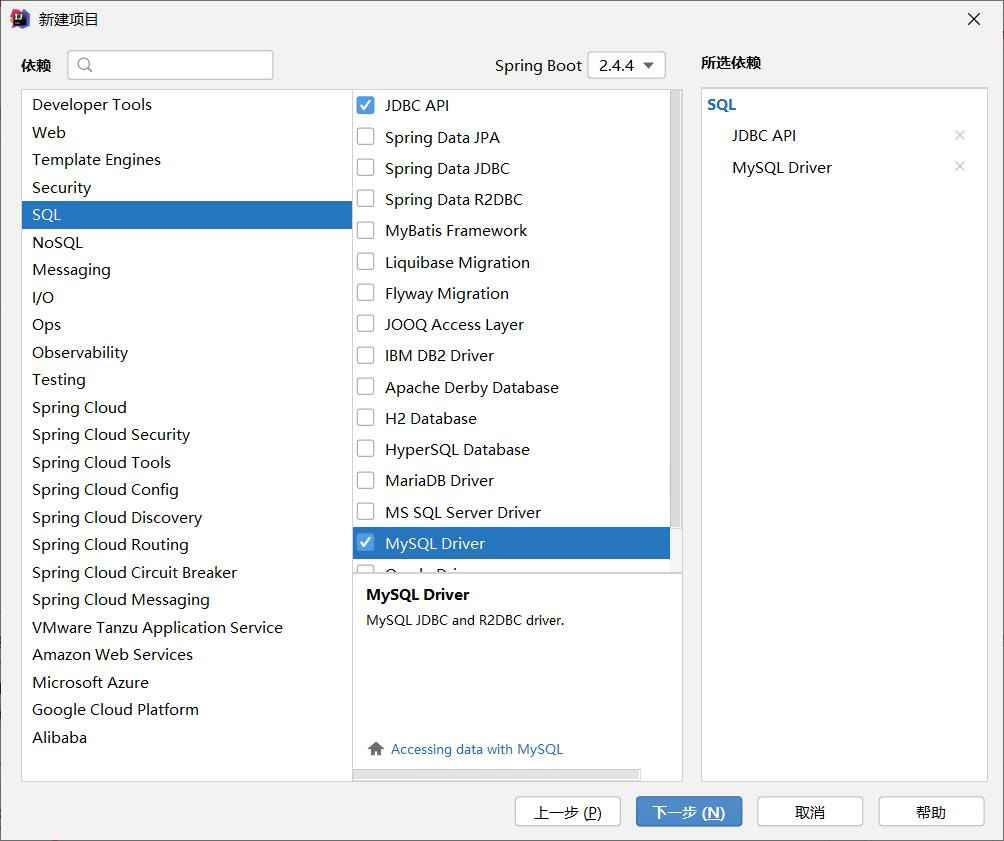 新建项目
依赖
Spring Boot 2.4.4
所选依赖
Developer Tools
Web
Template Engines
Security
SQL
NoSQL
Messaging
I/O
Ops
Observability
Testing
Spring Cloud
Spring Cloud Security
Spring Cloud Tools
Spring Cloud Config
Spring Cloud Discovery
Spring Cloud Routing
Spring Cloud Circuit Breaker
Spring Cloud Messaging
VMware Tanzu Application Service
Amazon Web Services
Microsoft Azure
Google Cloud Platform
Alibaba
JDBC API
Spring Data JPA
Spring Data JDBC
Spring Data R2DBC
MyBatis Framework
Liquibase Migration
Flyway Migration
JOOQ Access Layer
IBM DB2 Driver
Apache Derby Database
H2 Database
HyperSQL Database
MariaDB Driver
MS SQL Server Driver
MySQL Driver
MySQL Driver
MySQL JDBC and R2DBC driver.
Accessing data with MySQL
SQL
JDBC API
MySQL Driver
上一步 (P)
下一步 (N)
取消
帮助